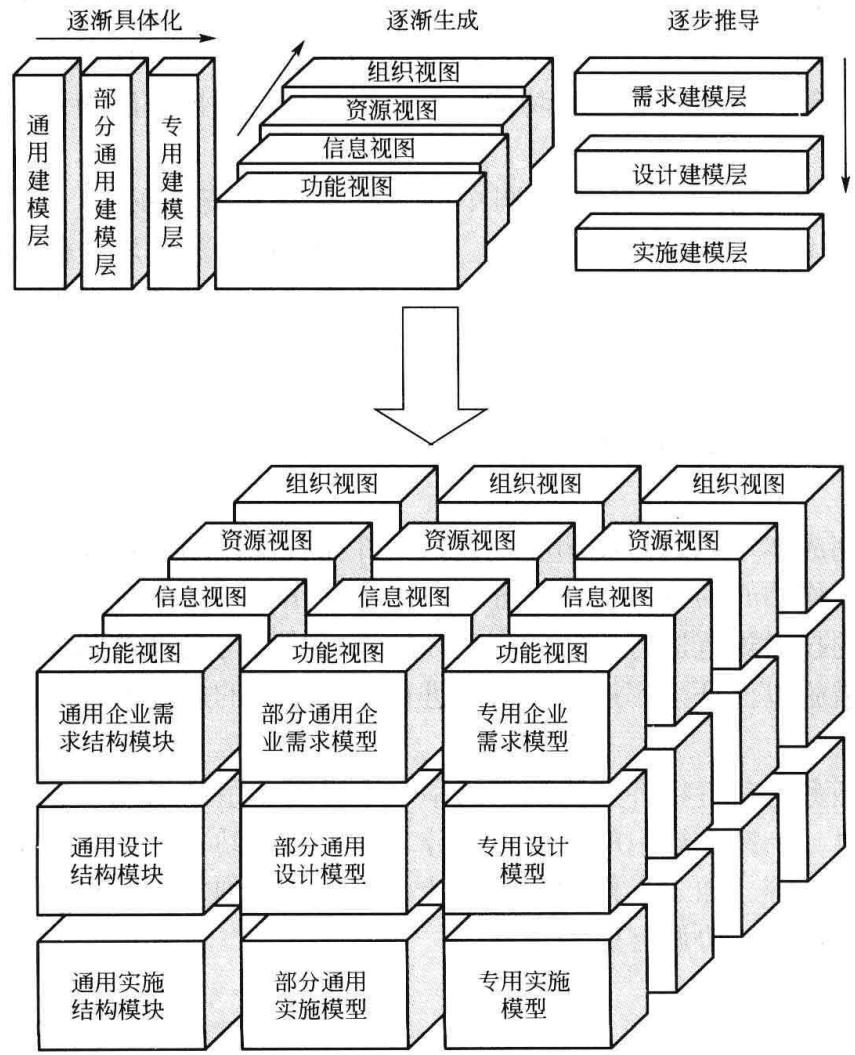 逐渐具体化
逐渐生成
逐步推导
通用建模层
部分通用建模层
专用建模层
组织视图
资源视图
信息视图
功能视图
需求建模层
设计建模层
实施建模层
组织视图
组织视图
组织视图
资源视图
资源视图
资源视图
信息视图
信息视图
信息视图
功能视图
功能视图
功能视图
通用企业需
求结构模块
部分通用企
业需求模型
专用企业
需求模型
通用设计
结构模块
部分通用
设计模型
专用设计
模型
通用实施
结构模块
部分通用
实施模型
专用实施
模型